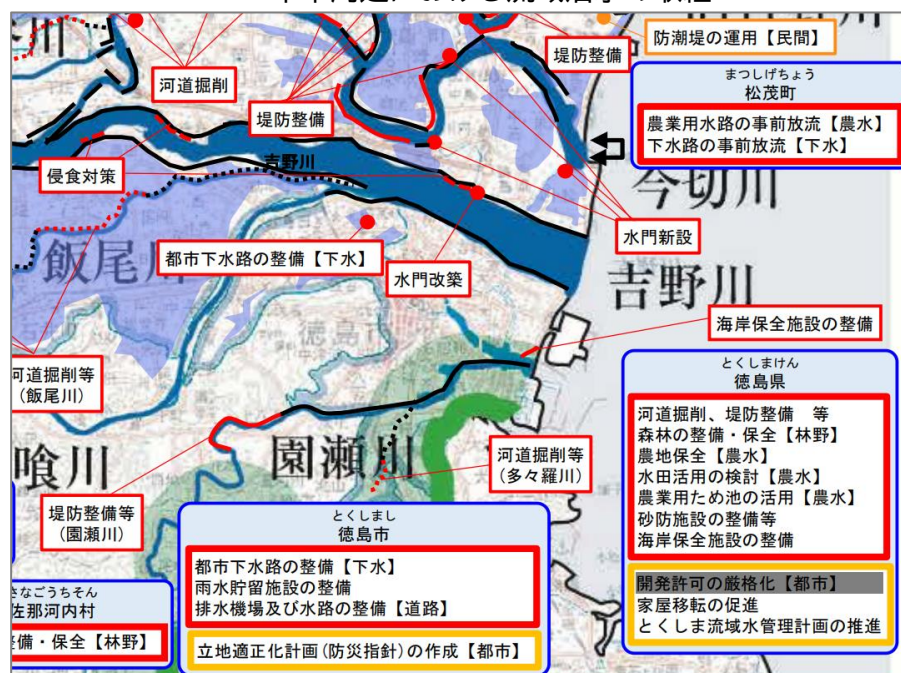 河道掘削
堤防整備
堤防整備
防潮堤の運用【民間】
まつしげちょう
松茂町
農業用水路の事前放流【農水】
下水路の事前放流【下水】
侵食対策
吉野川
今切川
水門新設
飯尾川
都市下水路の整備【下水】
水門改築
吉野川
徳島市
海岸保全施設の整備
河道掘削等
(飯尾川)
とくしまけん
徳島県
河道掘削、堤防整備 等
森林の整備・保全【林野】
農地保全【農水】
水田活用の検討【農水】
農業用ため池の活用【農水】
砂防施設の整備等
海岸保全施設の整備
開発許可の厳格化【都市】
家屋移転の促進
とくしま流域水管理計画の推進
喰川
園瀬川
河道掘削等
(多々羅川)
堤防整備等
(園瀬川)
とくしまし
徳島市
都市下水路の整備【下水】
雨水貯留施設の整備
排水機場及び水路の整備【道路】
立地適正化計画(防災指針)の作成【都市】
さなごうちそん
佐那河内村
整備・保全【林野】